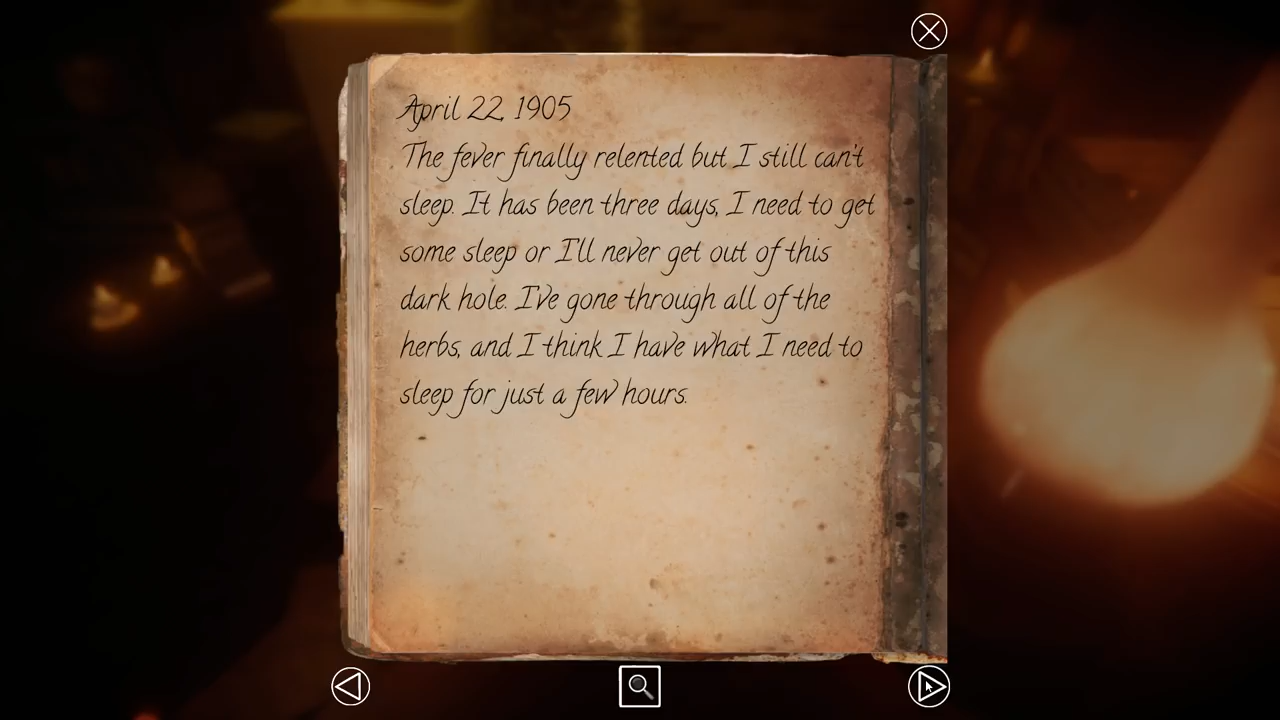 April 22, 1905
The fever finally relented but I still can't
sleep. It has been three days, I need to get
some sleep or I'll never get out of this
dark hole. I've gone through all of the
herbs, and I think I have what I need to
sleep for just a few hours.